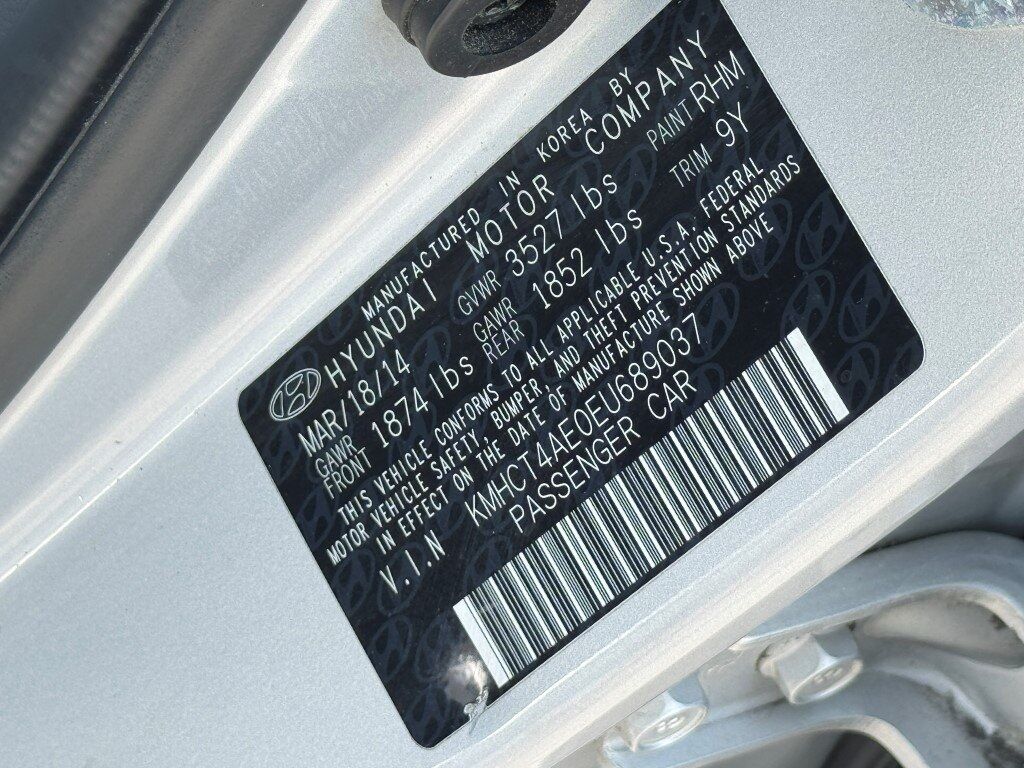 MANUFACTURED IN KOREA BY
HYUNDAI MOTOR COMPANY
MAR/18/14 GVWR 3527 lbs PAINT RHM
GAWR FRONT 1874 lbs GAWR REAR 1852 lbs TRIM 9Y
THIS VEHICLE CONFORMS TO ALL APPLICABLE U.S.A. FEDERAL
MOTOR VEHICLE SAFETY, BUMPER, AND THEFT PREVENTION STANDARDS
IN EFFECT ON THE DATE OF MANUFACTURE SHOWN ABOVE
V.I.N KMHCT4AE0EU689037
PASSENGER CAR